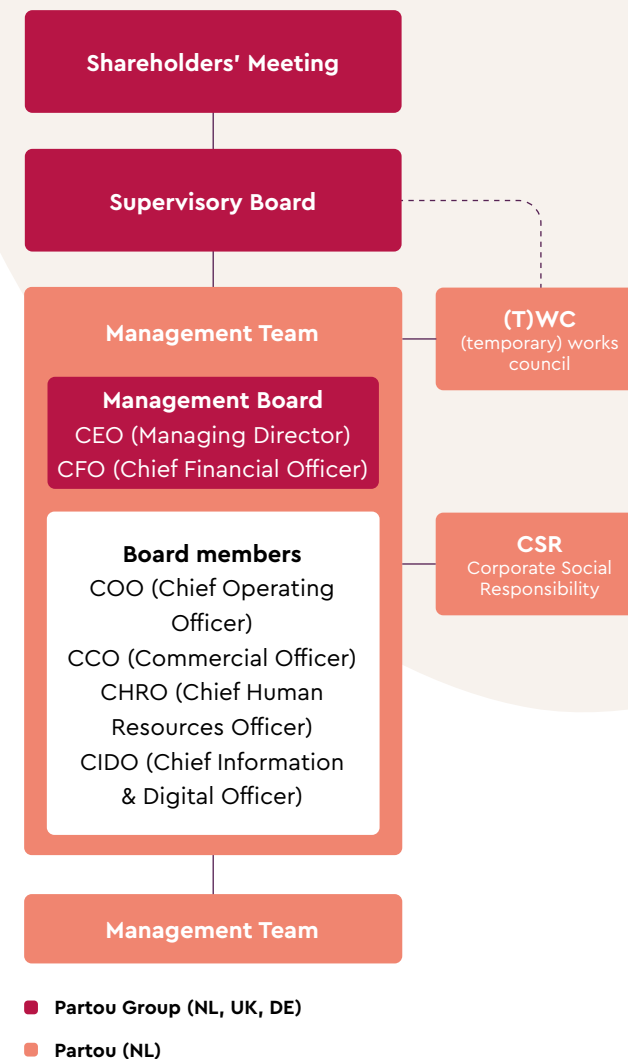 Shareholders' Meeting
Supervisory Board
Management Team
(T)WC
(temporary) works
council
Management Board
CEO (Managing Director)
CFO (Chief Financial Officer)
Board members
COO (Chief Operating
Officer)
CCO (Commercial Officer)
CHRO (Chief Human
Resources Officer)
CIDO (Chief Information
& Digital Officer)
CSR
Corporate Social
Responsibility
Management Team
Partou Group (NL, UK, DE)
Partou (NL)